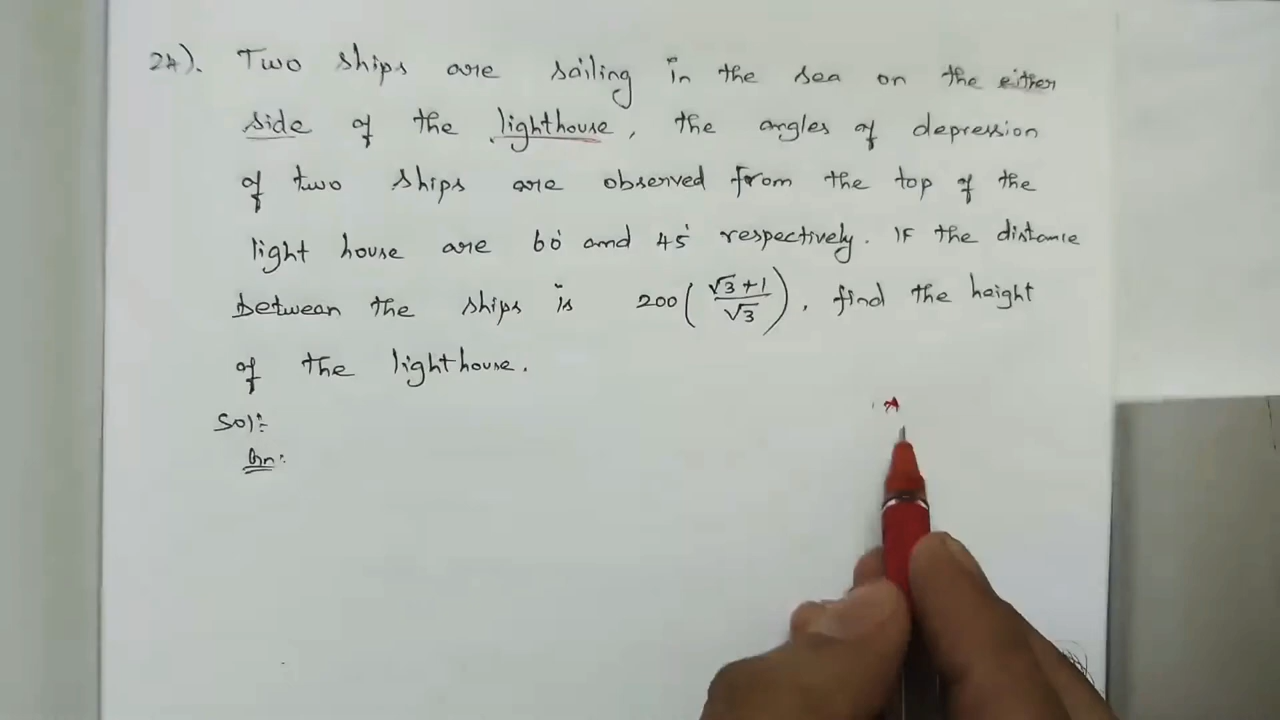 24). Two ships are sailing in the sea on the either
side of the lighthouse, the angles of depression
of two ships are observed from the top of the
light house are 60° and 45° respectively. If the distance
between the ships is 200(√3+1/√3), find the height
of the lighthouse.
Sol:-
Gn:
A